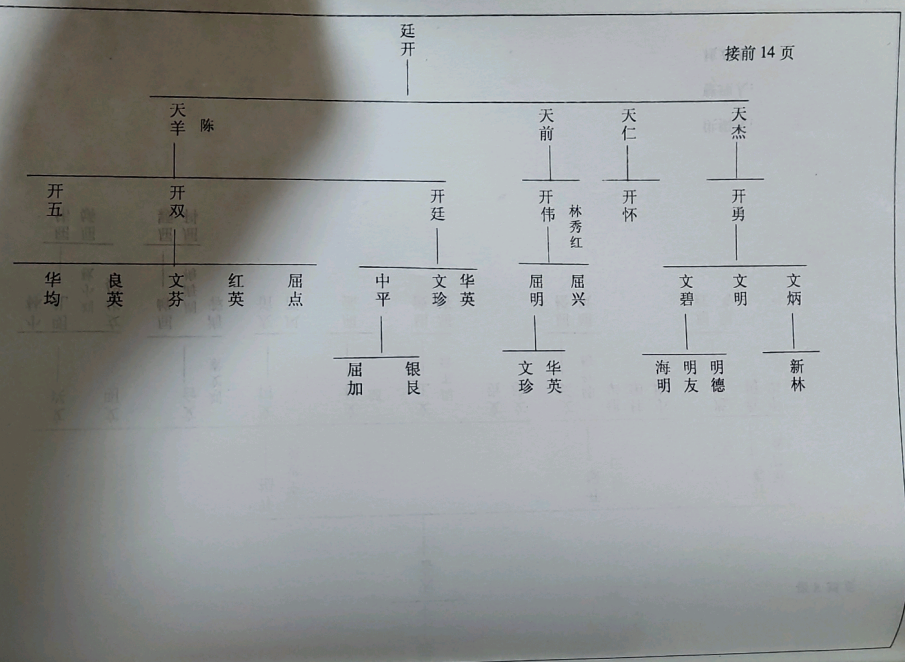 廷开
接前 14 页
天羊 陈 天前 天仁 天杰
开五 开双 开廷 开伟 林秀红 开怀 开勇
华均 良英 文芬 红英 屈点 中平 文珍 华英 屈明 屈兴 文碧 文明 文炳
屈加 银艮 文珍 华英 海明 明友 明德 新林